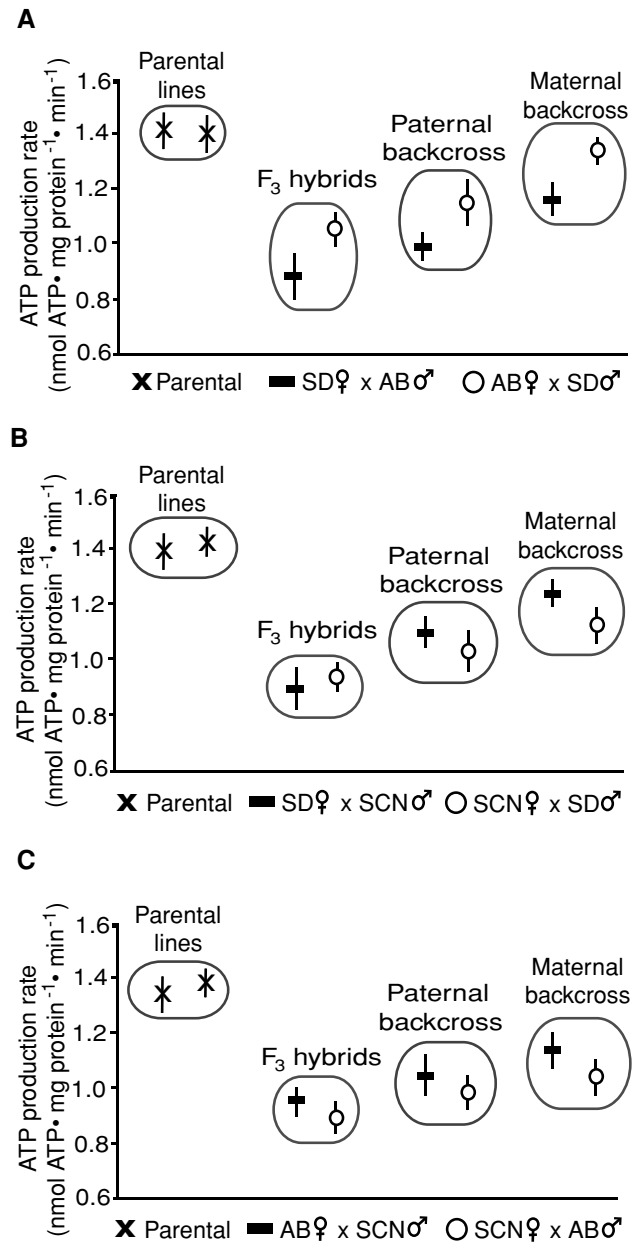 A
Parental
lines
Maternal
backcross
Paternal
backcross
F3 hybrids
ATP production rate
(nmol ATP• mg protein-1• min-1)
1.6
1.4
1.2
1.0
0.8
0.6
X Parental SD♀ x AB♂ AB♀ x SD♂
B
Parental
lines
Maternal
backcross
Paternal
backcross
F3 hybrids
ATP production rate
(nmol ATP• mg protein-1• min-1)
1.6
1.4
1.2
1.0
0.8
0.6
X Parental SD♀ x SCN♂ SCN♀ x SD♂
C
Parental
lines
Maternal
backcross
Paternal
backcross
F3 hybrids
ATP production rate
(nmol ATP• mg protein-1• min-1)
1.6
1.4
1.2
1.0
0.8
0.6
X Parental AB♀ x SCN♂ SCN♀ x AB♂